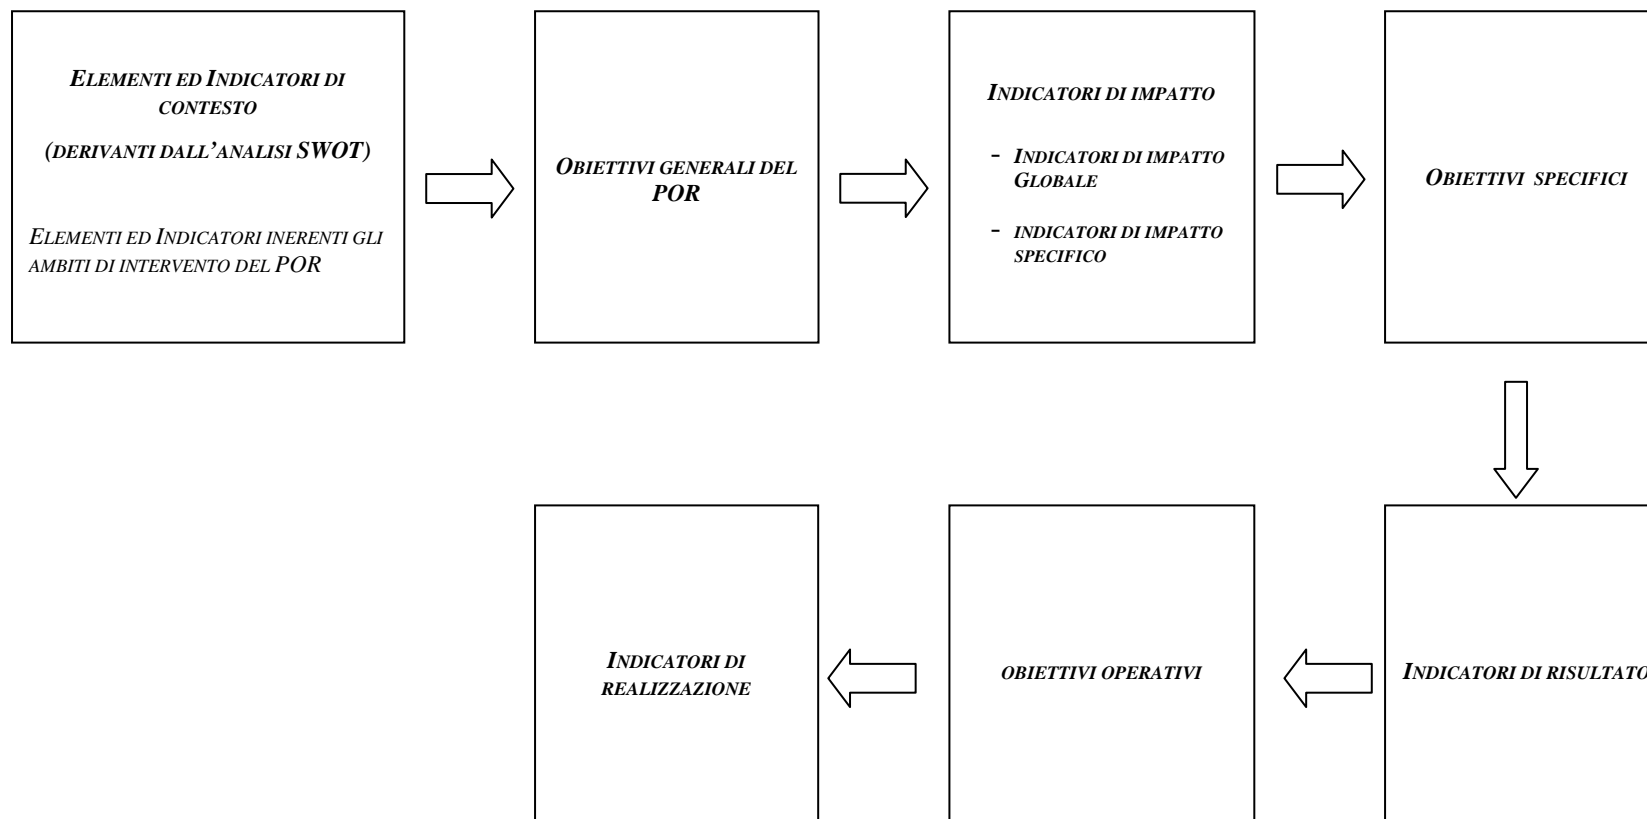 ELEMENTI ED INDICATORI DI
CONTESTO
(DERIVANTI DALL'ANALISI SWOT)
ELEMENTI ED INDICATORI INERENTI GLI
AMBITI DI INTERVENTO DEL POR
OBIETTIVI GENERALI DEL
POR
INDICATORI DI IMPATTO
- INDICATORI DI IMPATTO
GLOBALE
- INDICATORI DI IMPATTO
SPECIFICO
OBIETTIVI SPECIFICI
INDICATORI DI RISULTATO
OBIETTIVI OPERATIVI
INDICATORI DI
REALIZZAZIONE